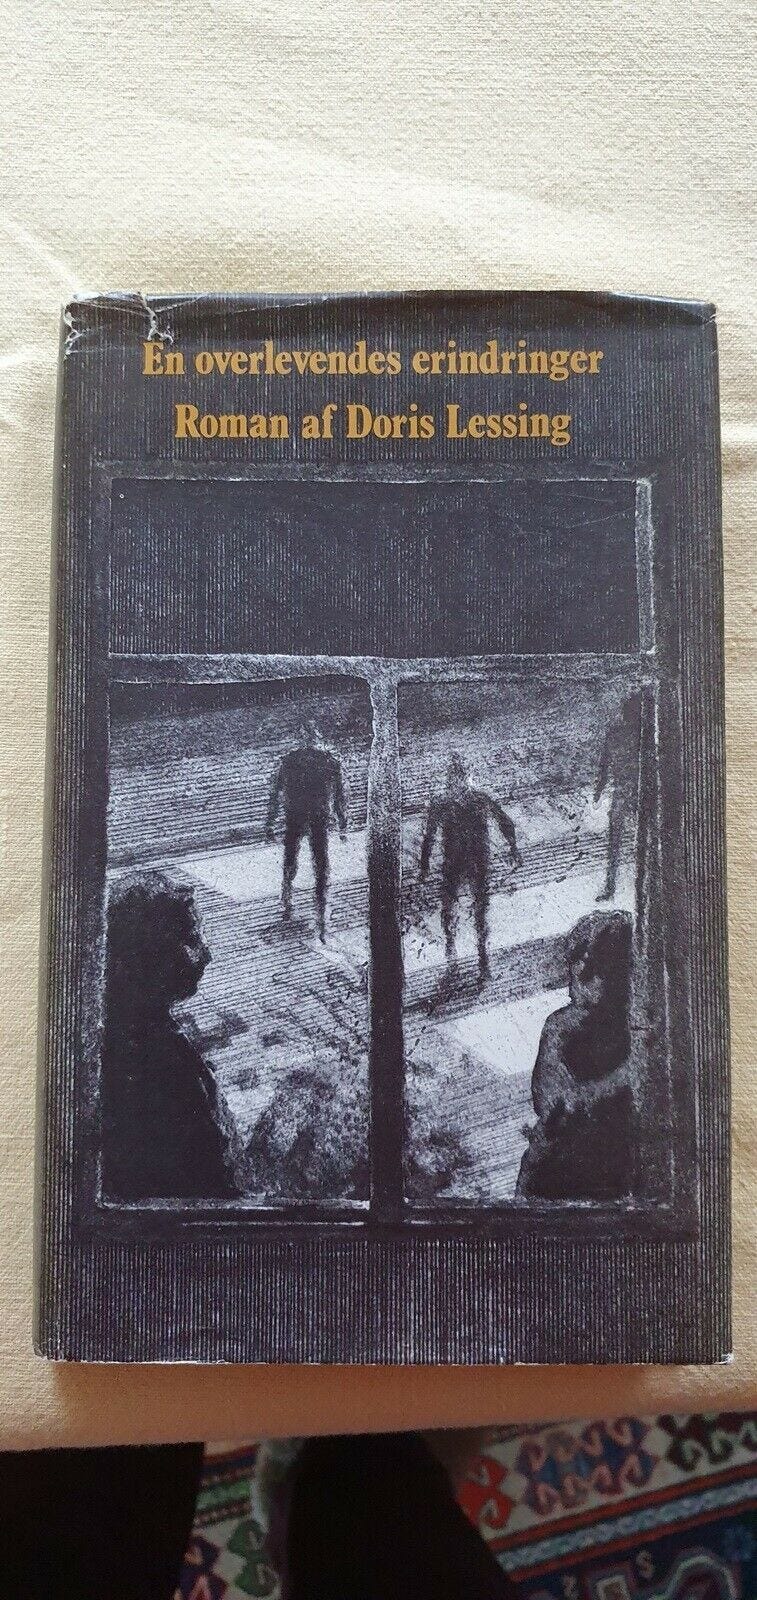 En overlevendes erindringer
Roman af Doris Lessing